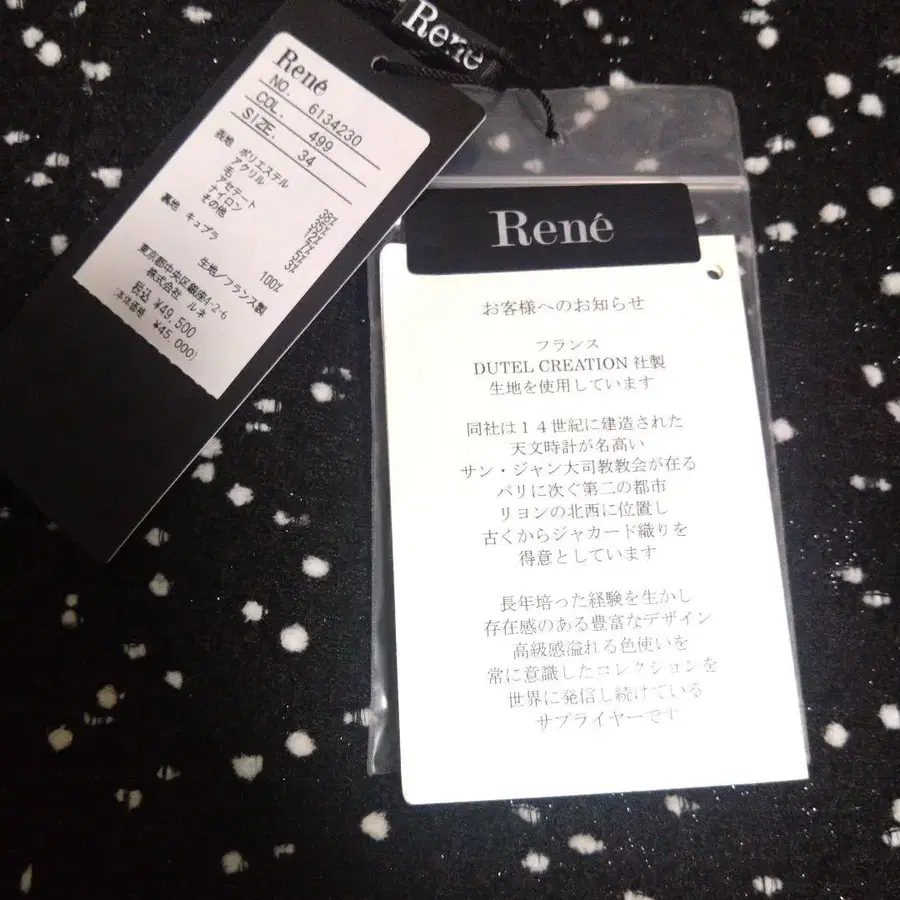 René
René
NO. 6134230
COL. 499
SIZE. 34
表地 ポリエステル 38%
アクリル 35%
毛 12%
アセテート 7%
ナイロン 5%
その他 3%
裏地 キュプラ 100%
生地/フランス製
東京都中央区銀座4-2-6
株式会社 ルネ
税込 ¥49,500
(本体価格 ¥45,000)
René
お客様へのお知らせ
フランス
DUTEL CREATION 社製
生地を使用しています
同社は14世紀に建造された
天文時計が名高い
サン・ジャン大司教教会が在る
パリに次ぐ第二の都市
リヨンの北西に位置し
古くからジャカード織りを
得意としています
長年培った経験を生かし
存在感のある豊富なデザイン
高級感溢れる色使いを
常に意識したコレクションを
世界に発信し続けている
サプライヤーです